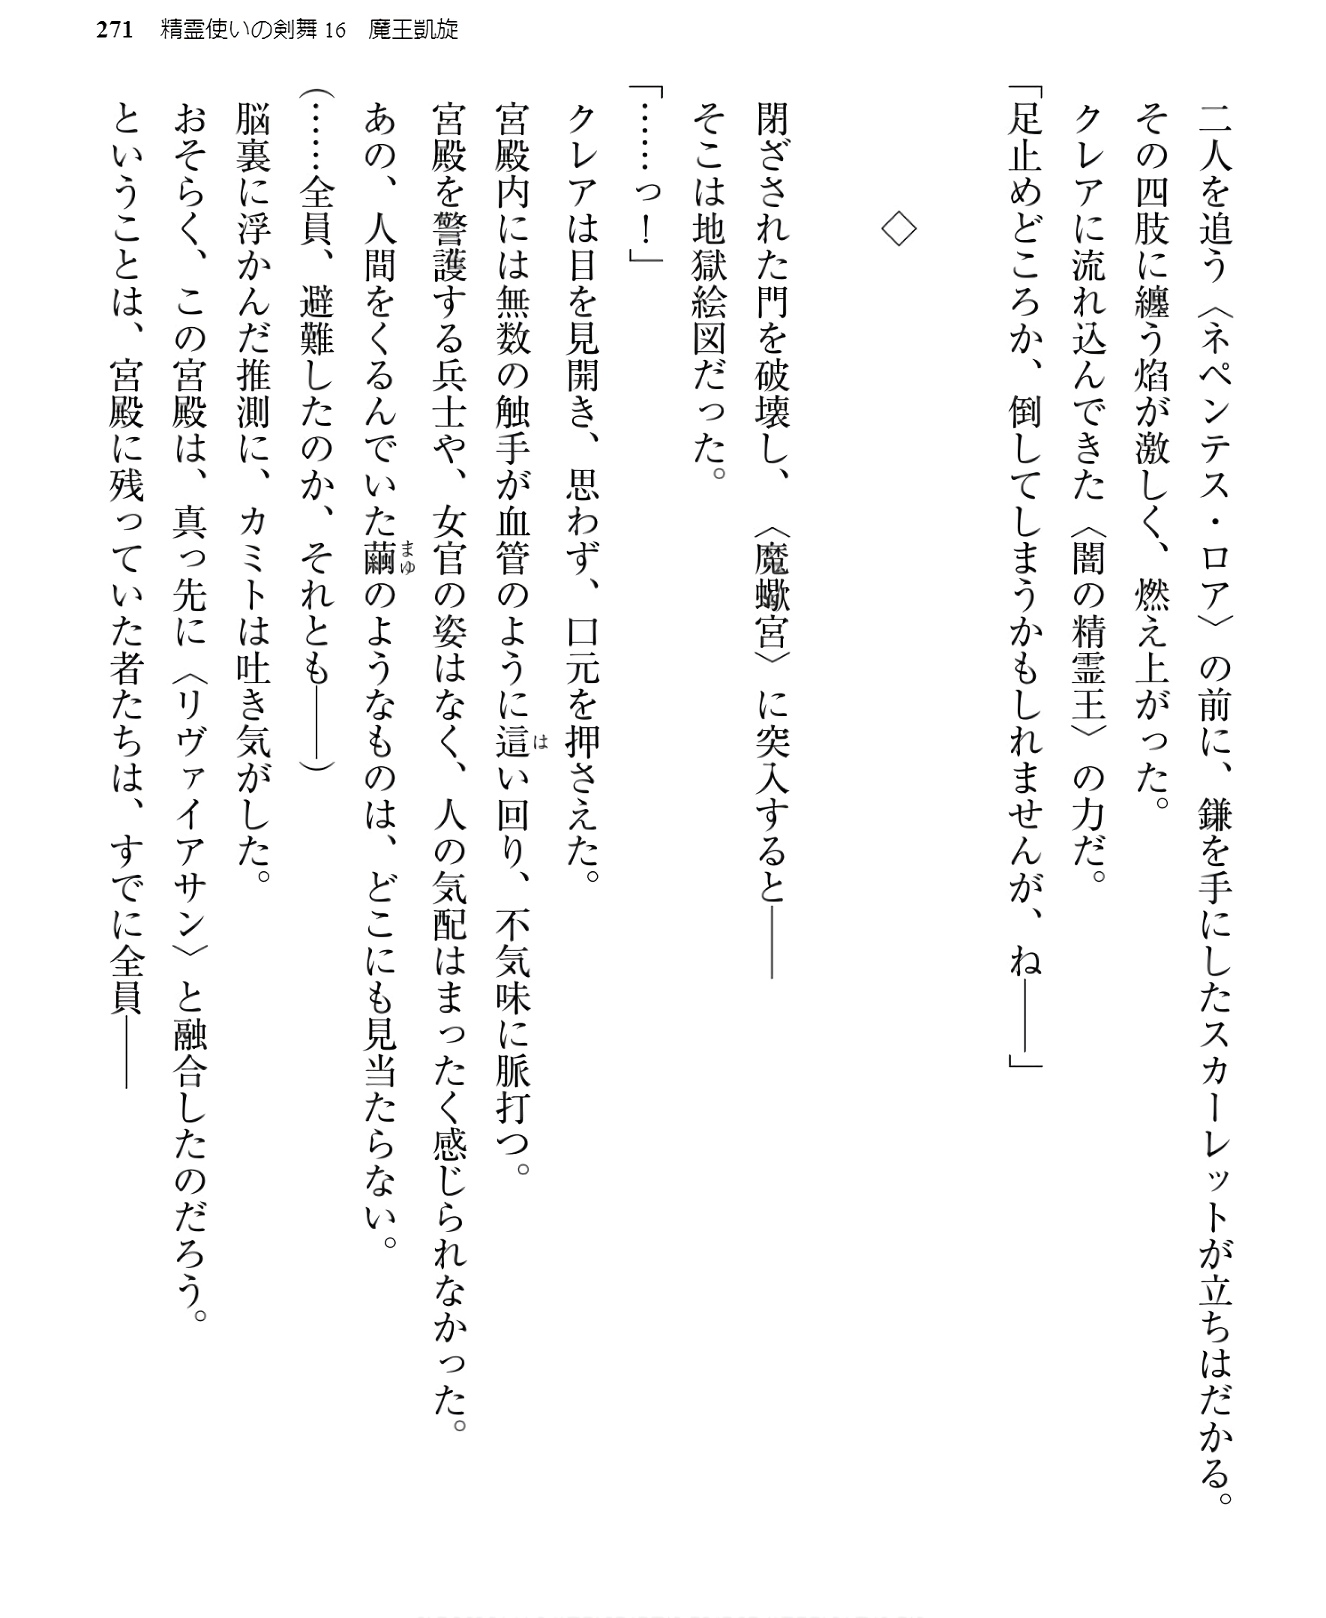 271 精霊使いの剣舞16 魔王凱旋
二人を追う〈ネペンテス・ロア〉の前に、鎌を手にしたスカーレットが立ちはだかる。
その四肢に纏う焰が激しく、燃え上がった。
クレアに流れ込んできた〈闇の精霊王〉の力だ。
「足止めどころか、倒してしまうかもしれませんが、ね――」
◇
閉ざされた門を破壊し、〈魔蠍宮〉に突入すると――
そこは地獄絵図だった。
「……っ！」
クレアは目を見開き、思わず、口元を押さえた。
宮殿内には無数の触手が血管のように這い回り、不気味に脈打つ。
宮殿を警護する兵士や、女官の姿はなく、人の気配はまったく感じられなかった。
あの、人間をくるんでいた繭のようなものは、どこにも見当たらない。
（……全員、避難したのか、それとも――）
脳裏に浮かんだ推測に、カミトは吐き気がした。
おそらく、この宮殿は、真っ先に〈リヴァイアサン〉と融合したのだろう。
ということは、宮殿に残っていた者たちは、すでに全員――